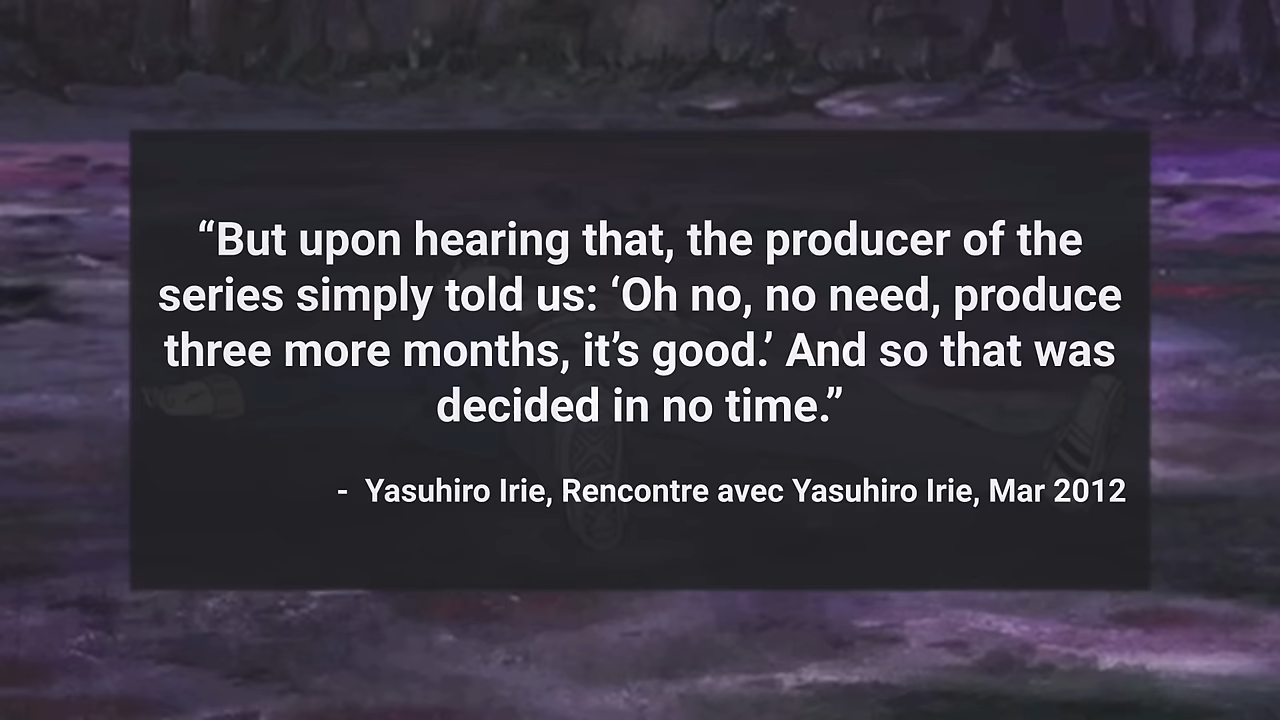 “But upon hearing that, the producer of the
series simply told us: ‘Oh no, no need, produce
three more months, it’s good.’ And so that was
decided in no time.”
- Yasuhiro Irie, Rencontre avec Yasuhiro Irie, Mar 2012